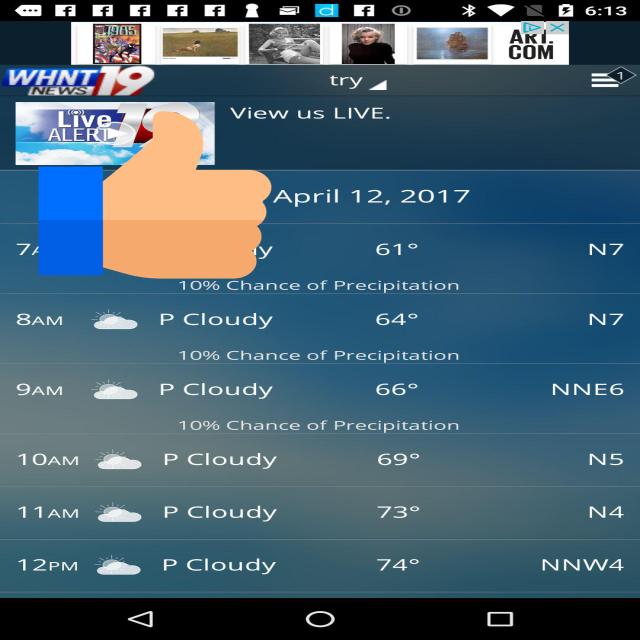 6:13
1985
ART.
COM
WHNT 19
NEWS
try
1
Live
ALERT 19
View us LIVE.
April 12, 2017
61° N7
10% Chance of Precipitation
8AM P Cloudy 64° N7
10% Chance of Precipitation
9AM P Cloudy 66° NNE6
10% Chance of Precipitation
10AM P Cloudy 69° N5
11AM P Cloudy 73° N4
12PM P Cloudy 74° NNW4